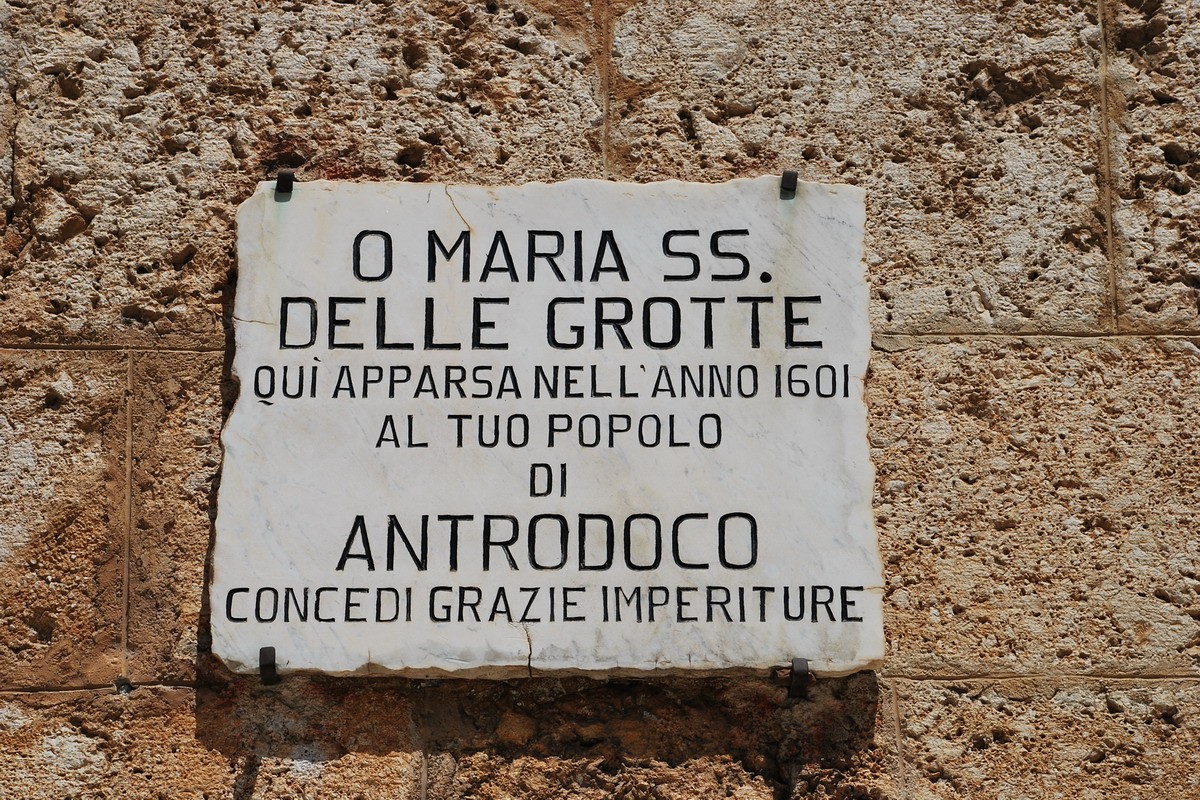 O MARIA SS.
DELLE GROTTE
QUÌ APPARSA NELL'ANNO 1601
AL TUO POPOLO
DI
ANTRODOCO
CONCEDI GRAZIE IMPERITURE